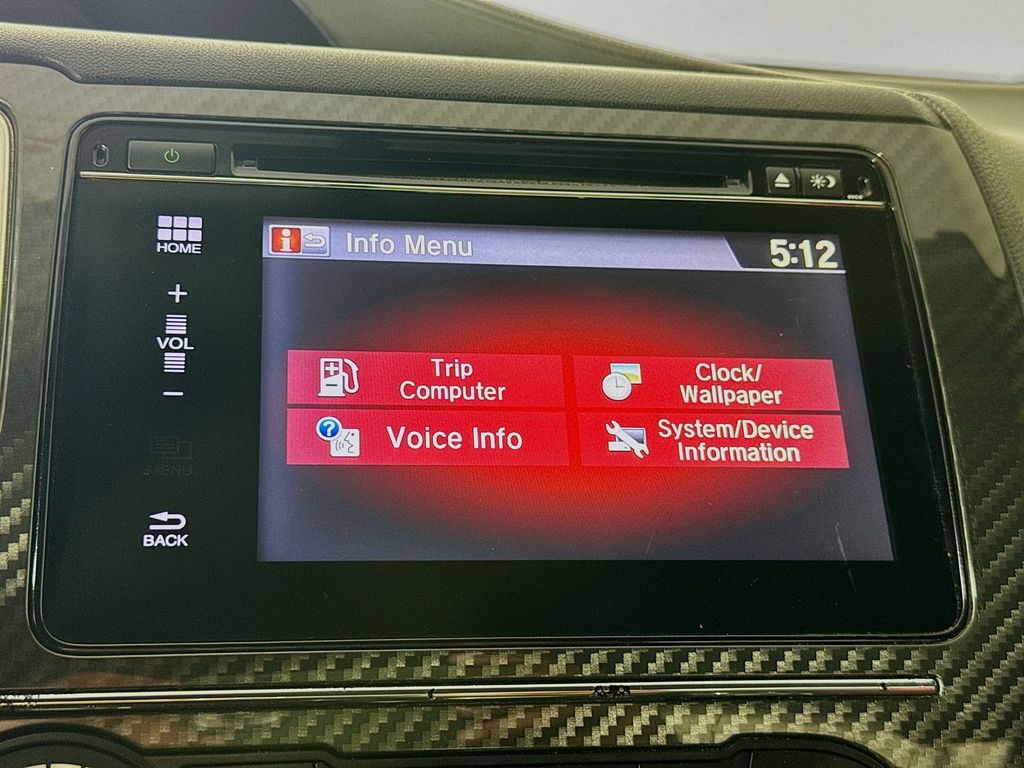 HOME
+
VOL
−
MENU
BACK
i
Info Menu
5:12
Trip
Computer
Clock/
Wallpaper
?
Voice Info
System/Device
Information